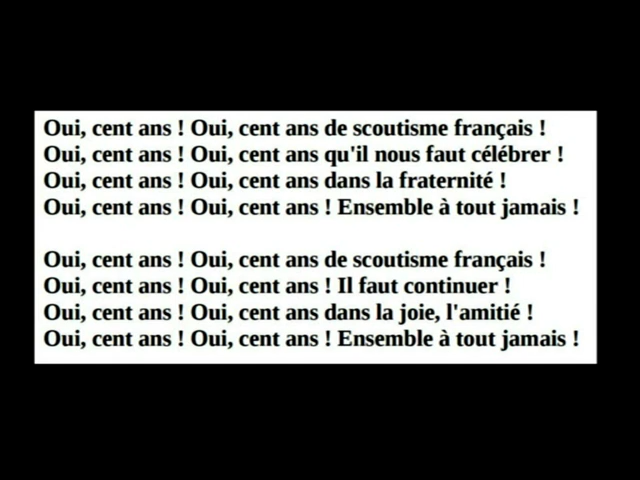 Oui, cent ans ! Oui, cent ans de scoutisme français !
Oui, cent ans ! Oui, cent ans qu'il nous faut célébrer !
Oui, cent ans ! Oui, cent ans dans la fraternité !
Oui, cent ans ! Oui, cent ans ! Ensemble à tout jamais !

Oui, cent ans ! Oui, cent ans de scoutisme français !
Oui, cent ans ! Oui, cent ans ! Il faut continuer !
Oui, cent ans ! Oui, cent ans dans la joie, l'amitié !
Oui, cent ans ! Oui, cent ans ! Ensemble à tout jamais !